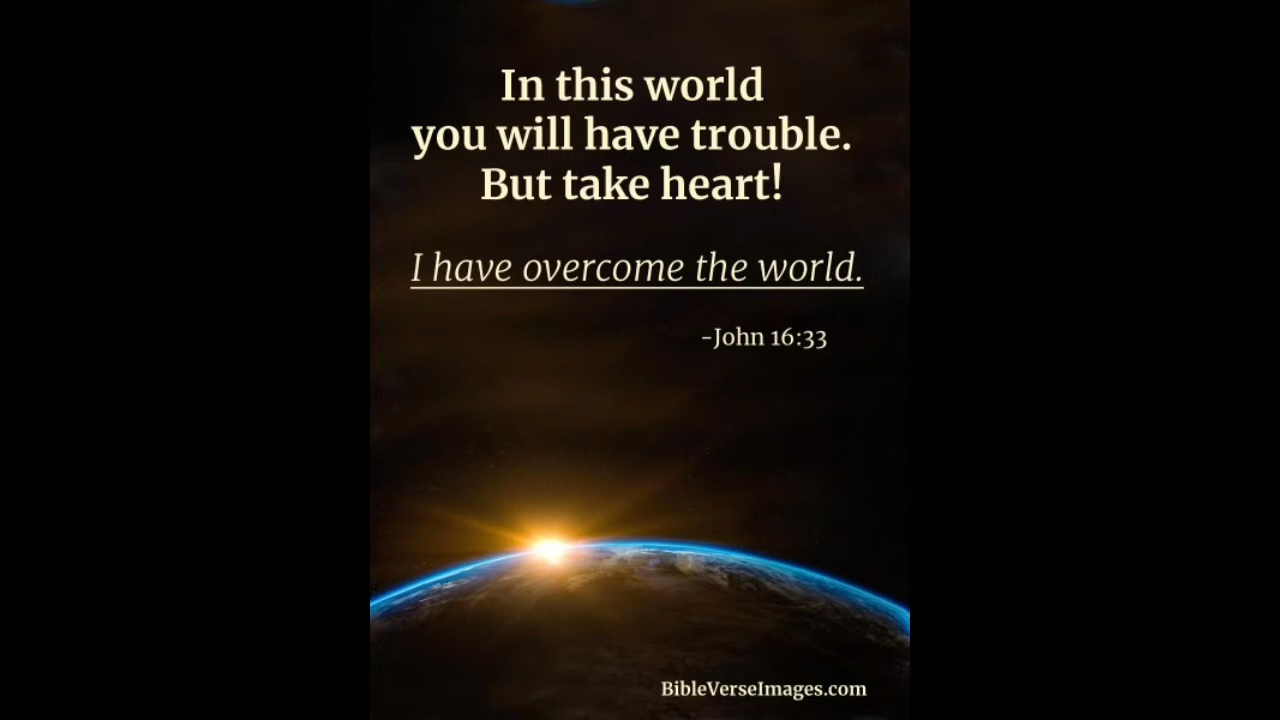 In this world
you will have trouble.
But take heart!
I have overcome the world.
-John 16:33
BibleVerseImages.com